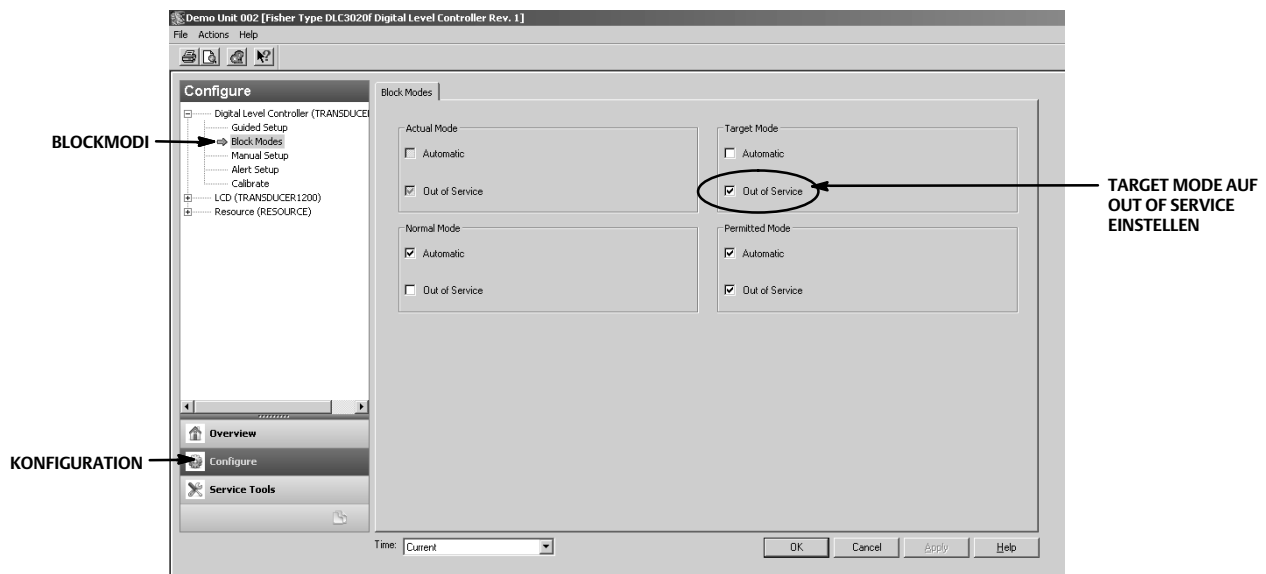 Demo Unit 002 [Fisher Type DLC3020f Digital Level Controller Rev. 1]
File Actions Help
Configure
Digital Level Controller (TRANSDUCE
Guided Setup
Block Modes
Manual Setup
Alert Setup
Calibrate
LCD (TRANSDUCER1200)
Resource (RESOURCE)
Overview
Configure
Service Tools
Block Modes
Actual Mode
Automatic
Out of Service
Target Mode
Automatic
Out of Service
Normal Mode
Automatic
Out of Service
Permitted Mode
Automatic
Out of Service
Time: Current
OK Cancel Apply Help
BLOCKMODI
KONFIGURATION
TARGET MODE AUF
OUT OF SERVICE
EINSTELLEN